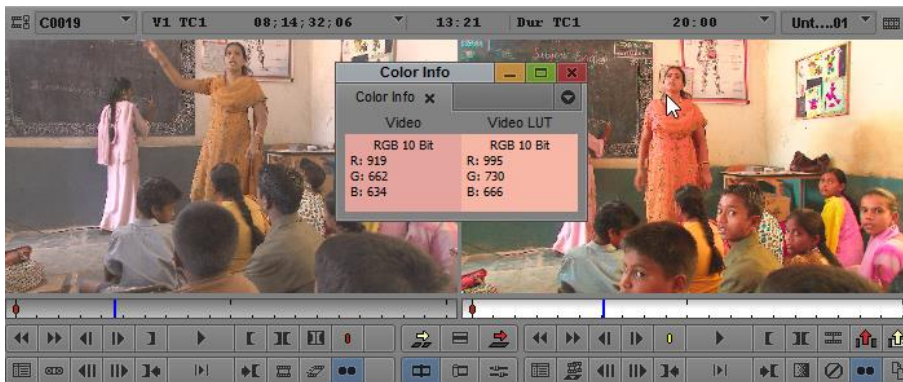 C0019 V1 TC1 08;14;32;06 13:21 Dur TC1 20:00 Unt....01
Color Info
Color Info
Video Video LUT
RGB 10 Bit RGB 10 Bit
R: 919 R: 995
G: 662 G: 730
B: 634 B: 666